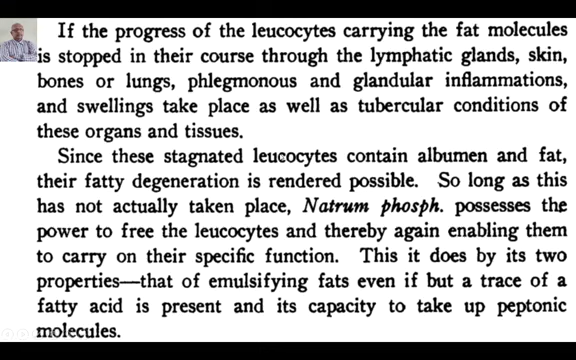 If the progress of the leucocytes carrying the fat molecules
is stopped in their course through the lymphatic glands, skin,
bones or lungs, phlegmonous and glandular inflammations,
and swellings take place as well as tubercular conditions of
these organs and tissues.
Since these stagnated leucocytes contain albumen and fat,
their fatty degeneration is rendered possible. So long as this
has not actually taken place, Natrum phosph. possesses the
power to free the leucocytes and thereby again enabling them
to carry on their specific function. This it does by its two
properties—that of emulsifying fats even if but a trace of a
fatty acid is present and its capacity to take up peptonic
molecules.